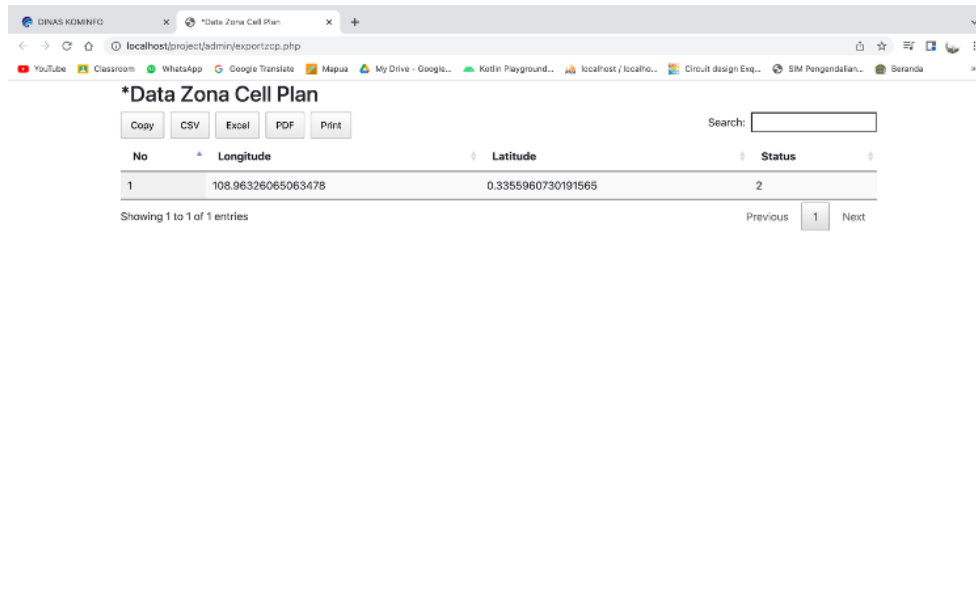 DINAS KOMINFO *Data Zona Cell Plan
localhost/project/admin/exportzcp.php
YouTube Classroom WhatsApp Google Translate Mapua My Drive - Google... Kotlin Playground... localhost / localho... Circuit design Exq... SIM Pengendalian... Beranda
*Data Zona Cell Plan
Copy CSV Excel PDF Print Search:
No Longitude Latitude Status
1 108.96326065063478 0.3355960730191565 2
Showing 1 to 1 of 1 entries Previous 1 Next